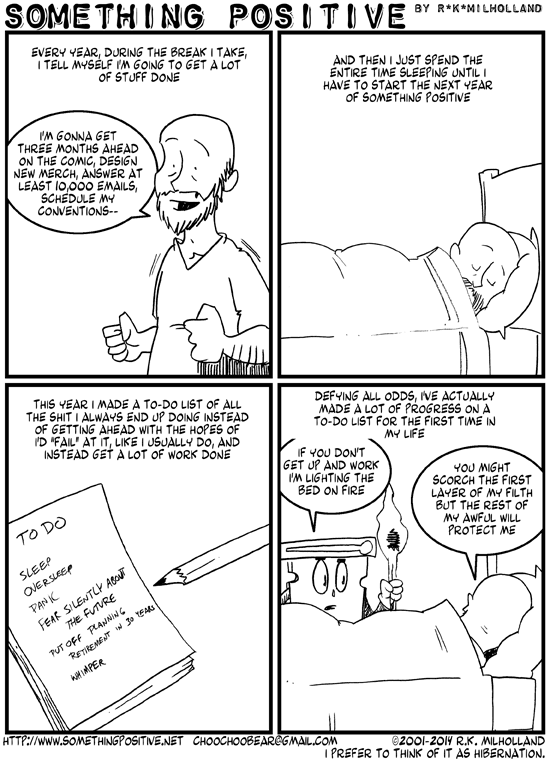 SOMETHING POSITIVE BY R*K*MILHOLLAND
EVERY YEAR, DURING THE BREAK I TAKE,
I TELL MYSELF I'M GOING TO GET A LOT
OF STUFF DONE
I'M GONNA GET
THREE MONTHS AHEAD
ON THE COMIC, DESIGN
NEW MERCH, ANSWER AT
LEAST 10,000 EMAILS,
SCHEDULE MY
CONVENTIONS--
AND THEN I JUST SPEND THE
ENTIRE TIME SLEEPING UNTIL I
HAVE TO START THE NEXT YEAR
OF SOMETHING POSITIVE
THIS YEAR I MADE A TO-DO LIST OF ALL
THE SHIT I ALWAYS END UP DOING INSTEAD
OF GETTING AHEAD WITH THE HOPES OF
I'D "FAIL" AT IT, LIKE I USUALLY DO, AND
INSTEAD GET A LOT OF WORK DONE
TO DO
SLEEP
OVERSLEEP
PANIC
FEAR SILENTLY ABOUT
THE FUTURE
PUT OFF PLANNING
RETIREMENT IN 30 YEARS
WHIMPER
DEFYING ALL ODDS, I'VE ACTUALLY
MADE A LOT OF PROGRESS ON A
TO-DO LIST FOR THE FIRST TIME IN
MY LIFE
IF YOU DON'T
GET UP AND WORK
I'M LIGHTING THE
BED ON FIRE
YOU MIGHT
SCORCH THE FIRST
LAYER OF MY FILTH
BUT THE REST OF
MY AWFUL WILL
PROTECT ME
HTTP://WWW.SOMETHINGPOSITIVE.NET CHOOCHOOBEAR@GMAIL.COM ©2001-2014 R.K. MILHOLLAND
I PREFER TO THINK OF IT AS HIBERNATION.